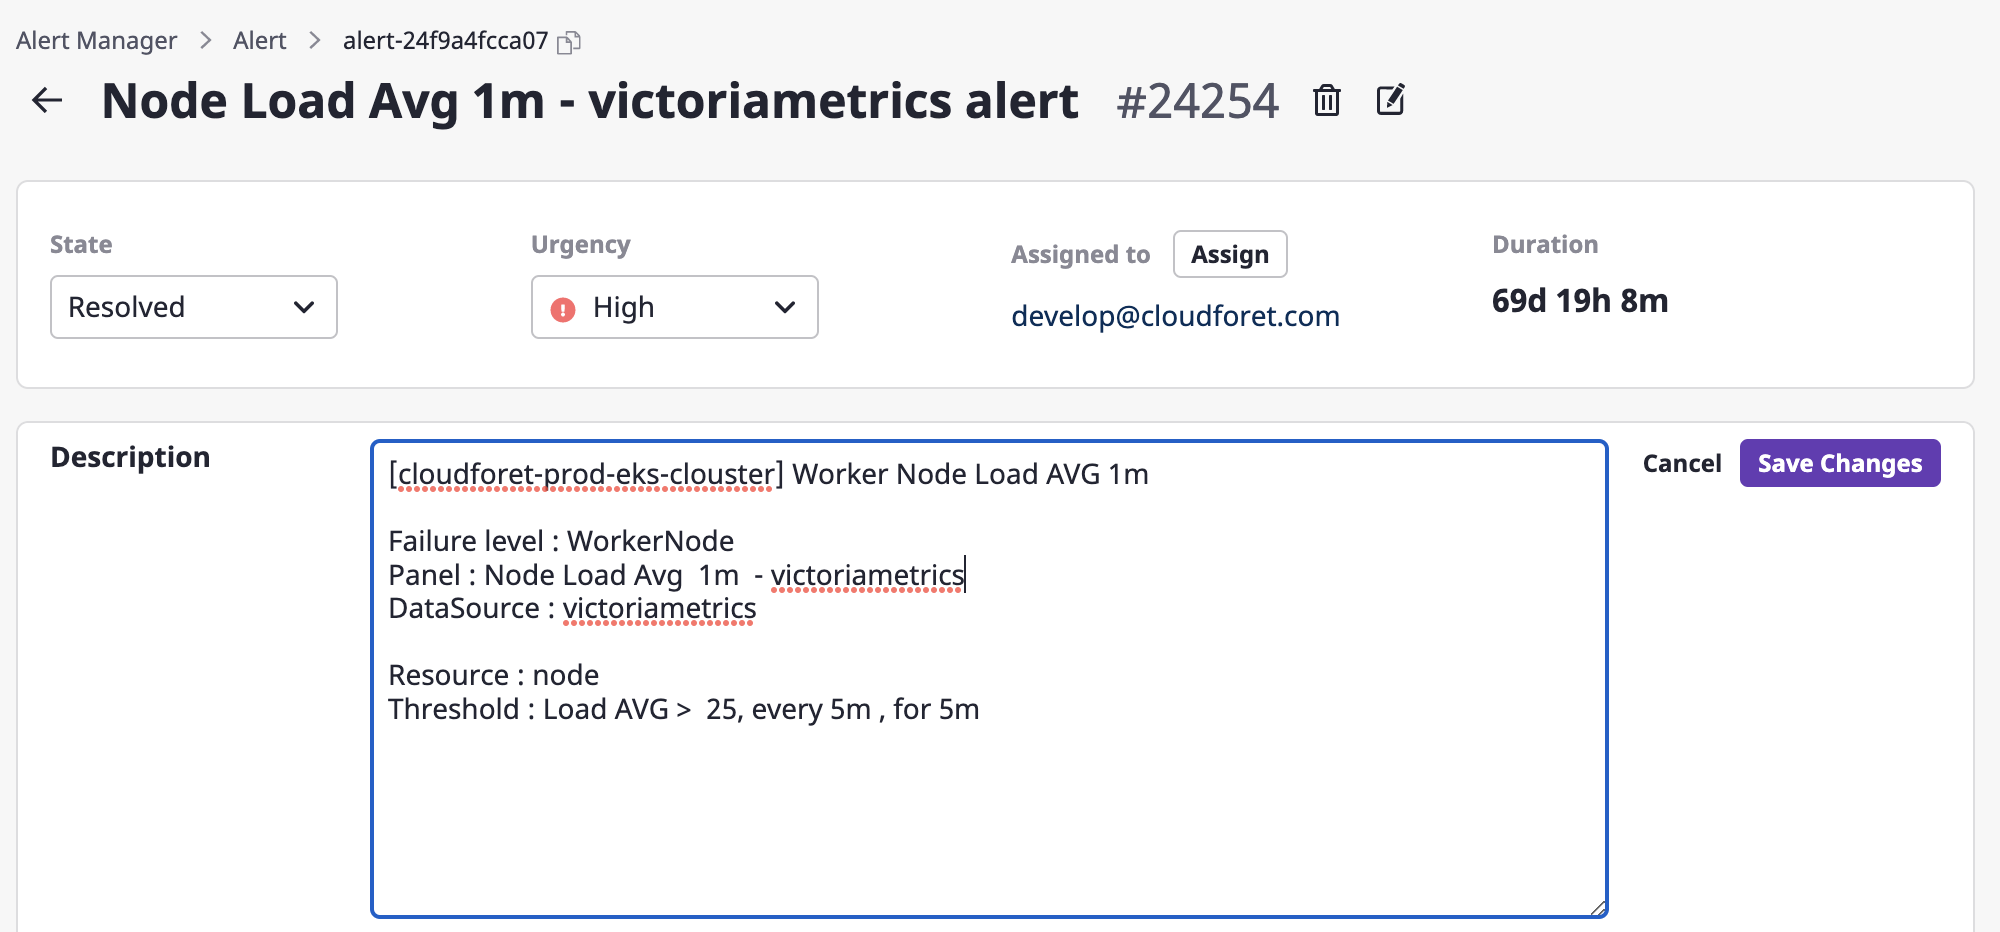 Alert Manager > Alert > alert-24f9a4fcca07
Node Load Avg 1m - victoriametrics alert #24254
State
Resolved
Urgency
High
Assigned to Assign
develop@cloudforet.com
Duration
69d 19h 8m
Description
[cloudforet-prod-eks-clouster] Worker Node Load AVG 1m
Failure level : WorkerNode
Panel : Node Load Avg  1m  - victoriametrics
DataSource : victoriametrics
Resource : node
Threshold : Load AVG >  25, every 5m , for 5m
Cancel Save Changes